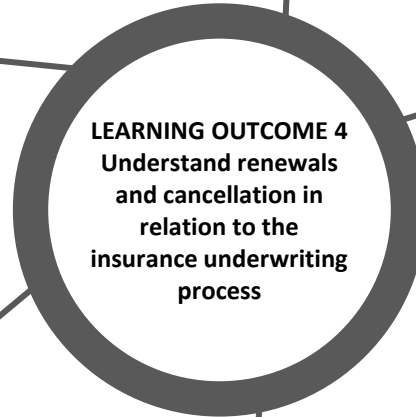 LEARNING OUTCOME 4
Understand renewals
and cancellation in
relation to the
insurance underwriting
process